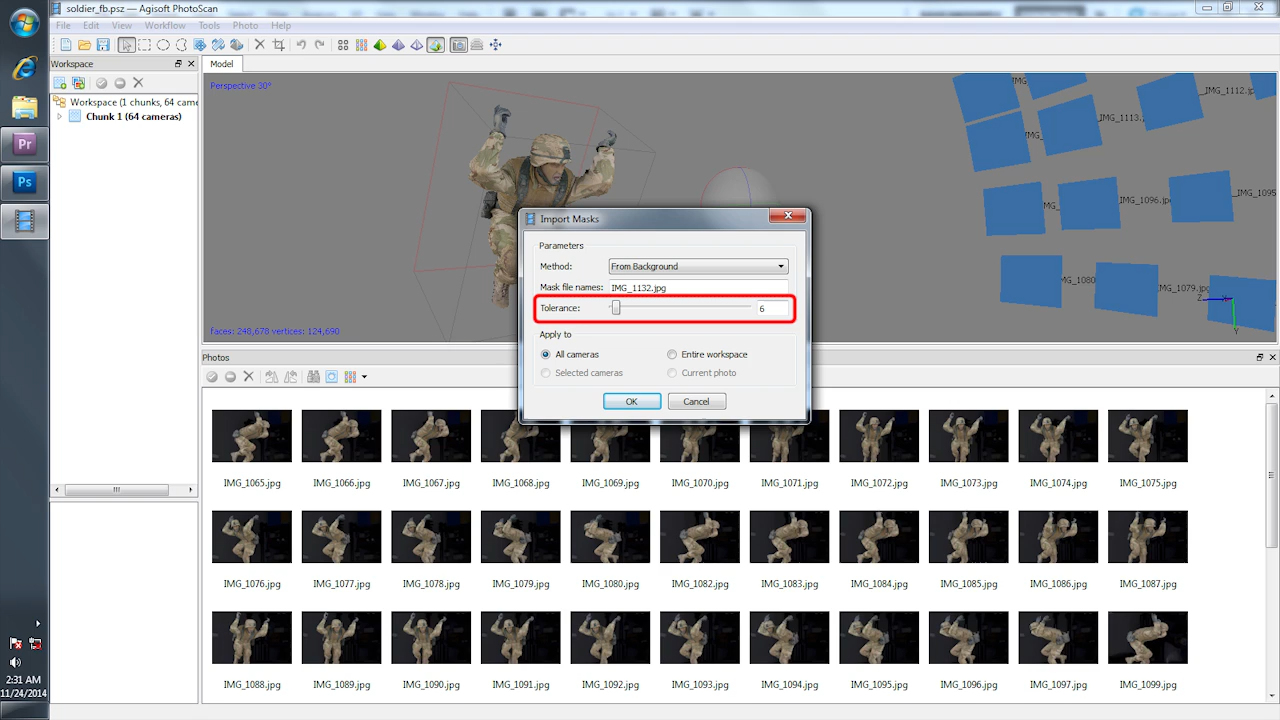 soldier_fb.psz — Agisoft PhotoScan
File Edit View Workflow Tools Photo Help
Workspace
Model
Workspace (1 chunks, 64 came
Chunk 1 (64 cameras)
Perspective 30°
_IMG_1112.jp
IMG_1113.
IMG_1095
IMG_1096.jpg
_1080
IMG_1079.jpg
Z
Y
faces: 248,678 vertices: 124,690
Import Masks
Parameters
Method: From Background
Mask file names: IMG_1132.jpg
Tolerance: 6
Apply to
All cameras Entire workspace
Selected cameras Current photo
OK Cancel
Photos
IMG_1065.jpg IMG_1066.jpg IMG_1067.jpg IMG_1068.jpg IMG_1069.jpg IMG_1070.jpg IMG_1071.jpg IMG_1072.jpg IMG_1073.jpg IMG_1074.jpg IMG_1075.jpg
IMG_1076.jpg IMG_1077.jpg IMG_1078.jpg IMG_1079.jpg IMG_1080.jpg IMG_1082.jpg IMG_1083.jpg IMG_1084.jpg IMG_1085.jpg IMG_1086.jpg IMG_1087.jpg
IMG_1088.jpg IMG_1089.jpg IMG_1090.jpg IMG_1091.jpg IMG_1092.jpg IMG_1093.jpg IMG_1094.jpg IMG_1095.jpg IMG_1096.jpg IMG_1097.jpg IMG_1099.jpg
Pr
Ps
2:31 AM
11/24/2014